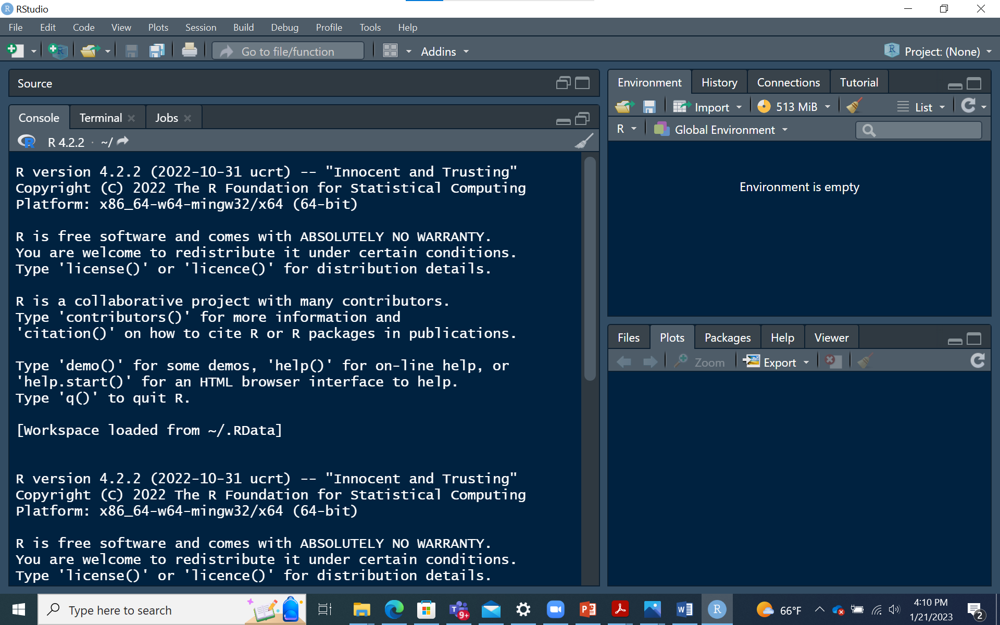 RStudio
File Edit Code View Plots Session Build Debug Profile Tools Help
Go to file/function Addins Project: (None)
Source
Console Terminal Jobs
R 4.2.2 · ~/
R version 4.2.2 (2022-10-31 ucrt) -- "Innocent and Trusting"
Copyright (C) 2022 The R Foundation for Statistical Computing
Platform: x86_64-w64-mingw32/x64 (64-bit)
R is free software and comes with ABSOLUTELY NO WARRANTY.
You are welcome to redistribute it under certain conditions.
Type 'license()' or 'licence()' for distribution details.
R is a collaborative project with many contributors.
Type 'contributors()' for more information and
'citation()' on how to cite R or R packages in publications.
Type 'demo()' for some demos, 'help()' for on-line help, or
'help.start()' for an HTML browser interface to help.
Type 'q()' to quit R.
[Workspace loaded from ~/.RData]
R version 4.2.2 (2022-10-31 ucrt) -- "Innocent and Trusting"
Copyright (C) 2022 The R Foundation for Statistical Computing
Platform: x86_64-w64-mingw32/x64 (64-bit)
R is free software and comes with ABSOLUTELY NO WARRANTY.
You are welcome to redistribute it under certain conditions.
Type 'license()' or 'licence()' for distribution details.
Environment History Connections Tutorial
Import 513 MiB List
R Global Environment
Environment is empty
Files Plots Packages Help Viewer
Zoom Export
Type here to search
9+
66°F
4:10 PM
1/21/2023
2